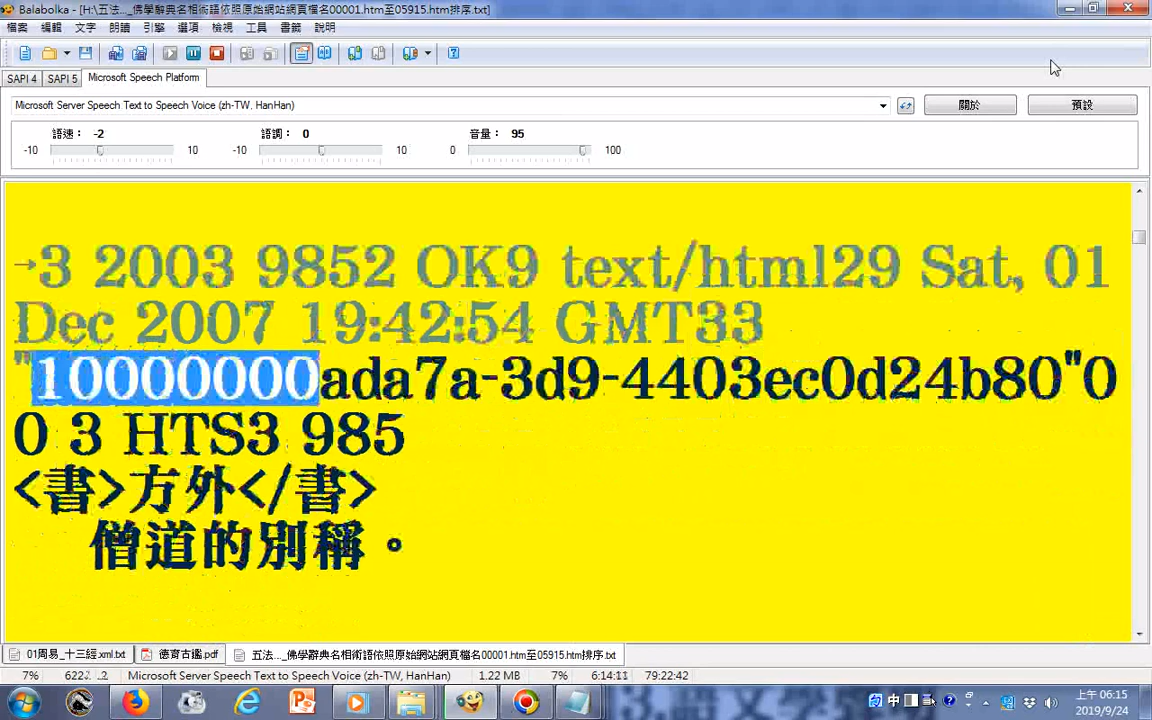 Balabolka - [H:\五法..._佛學辭典名相術語依照原始網站網頁檔名00001.htm至05915.htm排序.txt]
檔案 編輯 文字 朗讀 引擎 選項 檢視 工具 書籤 說明
SAPI 4 SAPI 5 Microsoft Speech Platform
Microsoft Server Speech Text to Speech Voice (zh-TW, HanHan) 關於 預設
語速： -2 語調： 0 音量： 95
-10 10 -10 10 0 100
→3 2003 9852 OK9 text/html29 Sat, 01
Dec 2007 19:42:54 GMT33
"10000000ada7a-3d9-4403ec0d24b80"0
0 3 HTS3 985
<書>方外</書>
僧道的別稱。
01周易_十三經.xml.txt 德育古鑑.pdf 五法..._佛學辭典名相術語依照原始網站網頁檔名00001.htm至05915.htm排序.txt
7% Microsoft Server Speech Text to Speech Voice (zh-TW, HanHan) 1.22 MB 7% 6:14:11 79:22:42
中 上午 06:15
2019/9/24